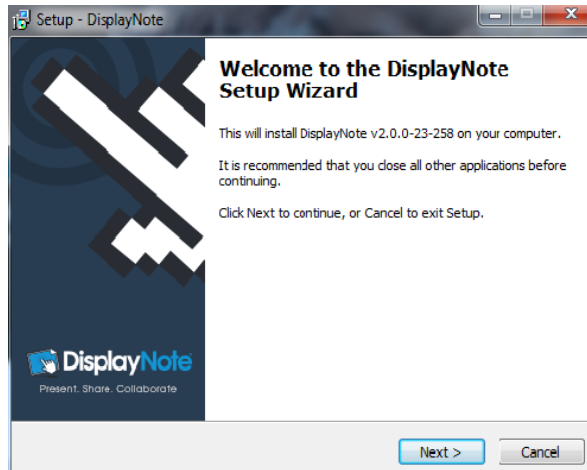 Setup - DisplayNote
Welcome to the DisplayNote
Setup Wizard
This will install DisplayNote v2.0.0-23-258 on your computer.
It is recommended that you close all other applications before
continuing.
Click Next to continue, or Cancel to exit Setup.
DisplayNote
Present. Share. Collaborate
Next >
Cancel